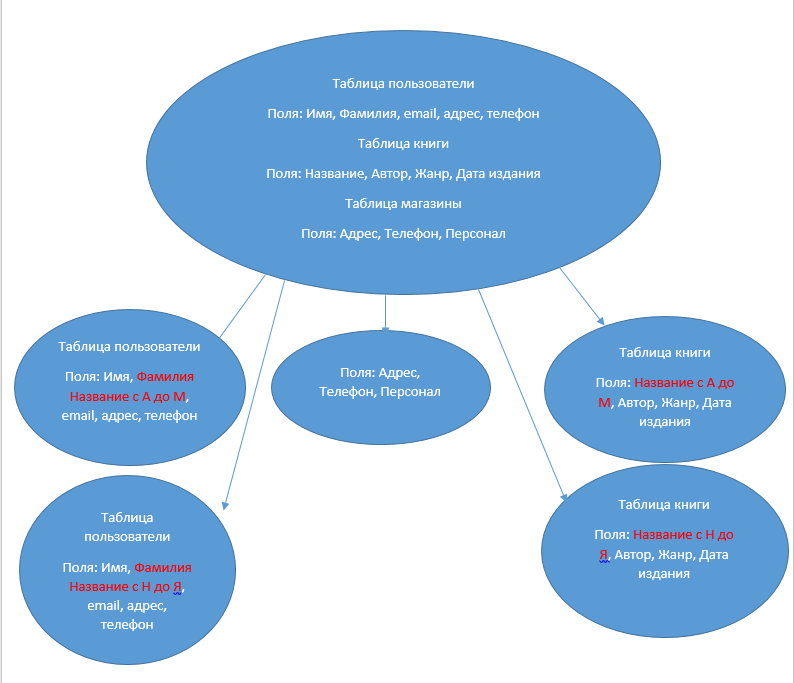 Таблица пользователи
Поля: Имя, Фамилия, email, адрес, телефон
Таблица книги
Поля: Название, Автор, Жанр, Дата издания
Таблица магазины
Поля: Адрес, Телефон, Персонал
Таблица пользователи
Поля: Имя, Фамилия
Название с А до М,
email, адрес, телефон
Поля: Адрес,
Телефон, Персонал
Таблица книги
Поля: Название с А до
М, Автор, Жанр, Дата
издания
Таблица
пользователи
Поля: Имя, Фамилия
Название с Н до Я,
email, адрес,
телефон
Таблица книги
Поля: Название с Н до
Я, Автор, Жанр, Дата
издания